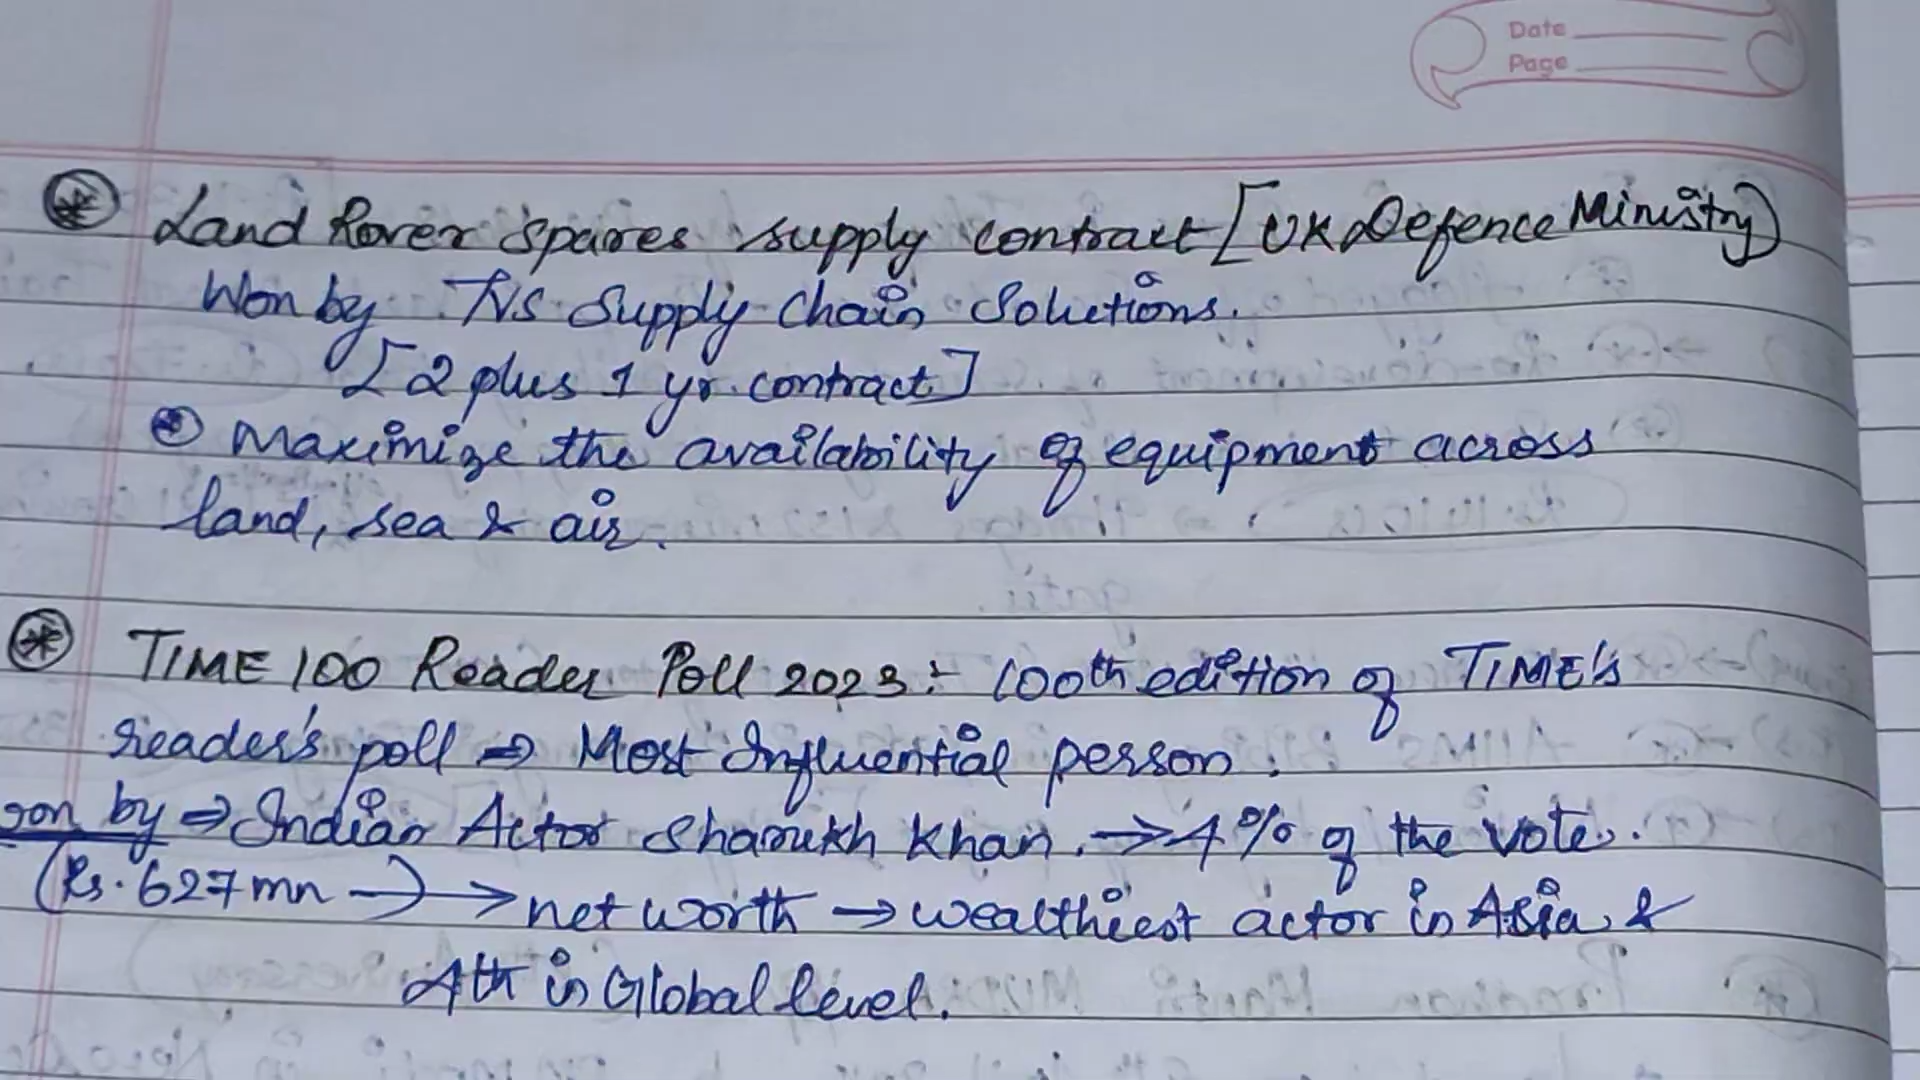 Date
Page
Land Rover Spares supply contract [UK Defence Ministry)
Won by TVS Supply Chain Solutions.
[2 plus 1 yr. contract]
Maximize the availability of equipment across
land, sea & air.
TIME 100 Reader Poll 2023 :- 100th edition of TIME's
reader's poll ⇒ Most Influential person.
won by ⇒ Indian Actor Sharukh Khan. → 4% of the vote.
(Rs. 627 mn →) → net worth → wealthiest actor in Asia &
4th in Global level.